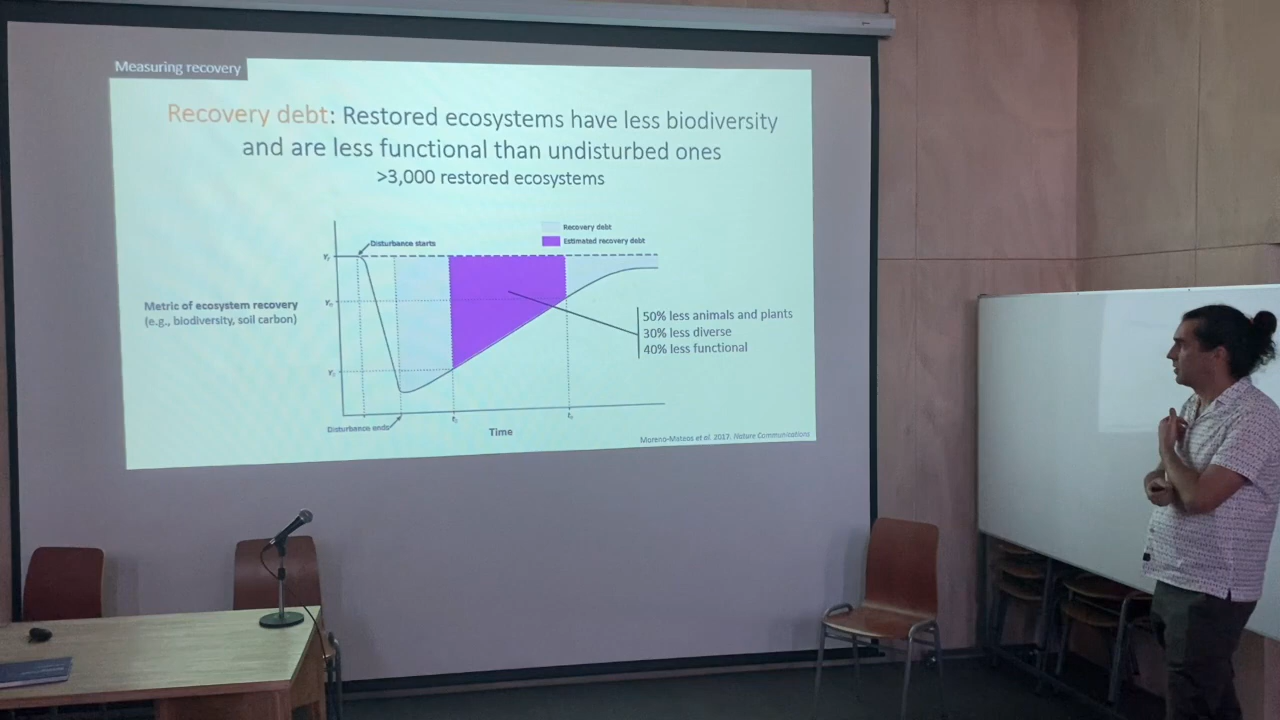 Measuring recovery
Recovery debt: Restored ecosystems have less biodiversity
and are less functional than undisturbed ones
>3,000 restored ecosystems
Recovery debt
Estimated recovery debt
Disturbance starts
Metric of ecosystem recovery
(e.g., biodiversity, soil carbon)
50% less animals and plants
30% less diverse
40% less functional
Disturbance ends
Time
Moreno-Mateos et al. 2017. Nature Communications